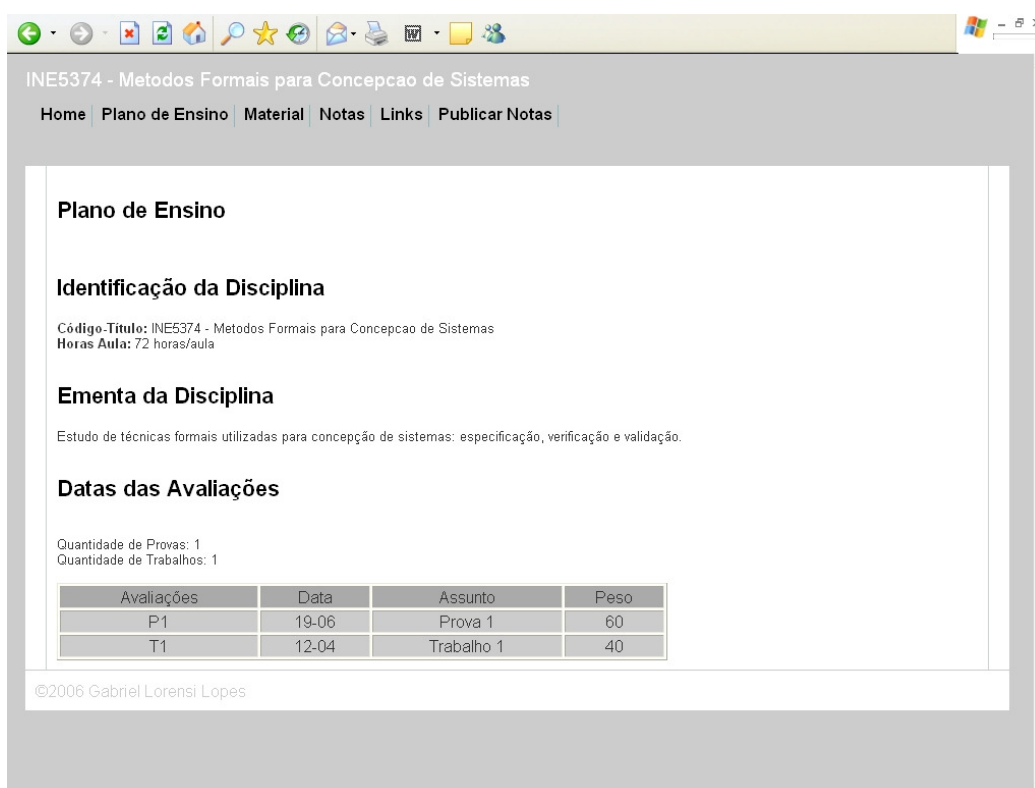 INE5374 - Metodos Formais para Concepcao de Sistemas
Home Plano de Ensino Material Notas Links Publicar Notas
Plano de Ensino
Identificação da Disciplina
Código-Título: INE5374 - Metodos Formais para Concepcao de Sistemas
Horas Aula: 72 horas/aula
Ementa da Disciplina
Estudo de técnicas formais utilizadas para concepção de sistemas: especificação, verificação e validação.
Datas das Avaliações
Quantidade de Provas: 1
Quantidade de Trabalhos: 1
Avaliações Data Assunto Peso
P1 19-06 Prova 1 60
T1 12-04 Trabalho 1 40
©2006 Gabriel Lorensi Lopes